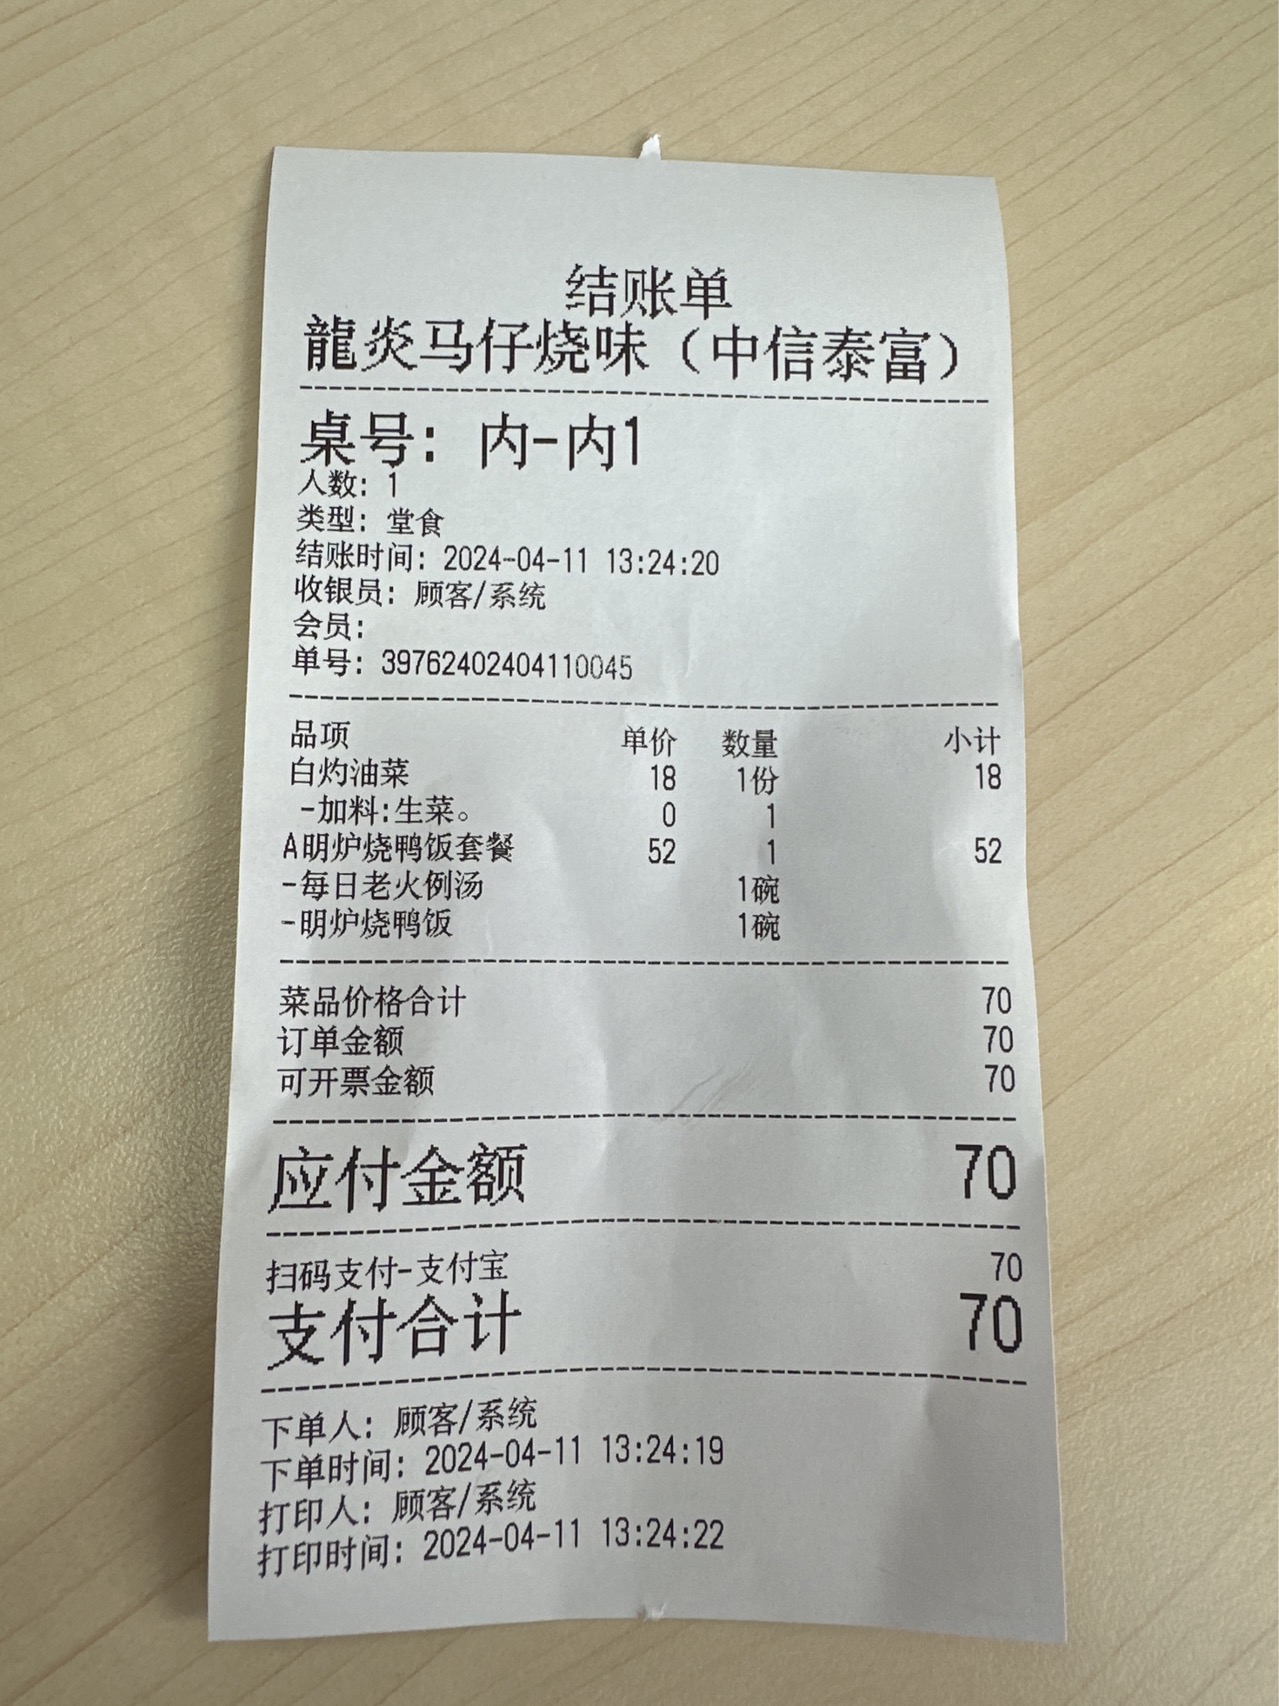 结账单
龍炎马仔烧味（中信泰富）
桌号: 内-内1
人数: 1
类型: 堂食
结账时间: 2024-04-11 13:24:20
收银员: 顾客/系统
会员:
单号: 39762402404110045
品项 单价 数量 小计
白灼油菜 18 1份 18
-加料:生菜。 0 1
A明炉烧鸭饭套餐 52 1 52
-每日老火例汤 1碗
-明炉烧鸭饭 1碗
菜品价格合计 70
订单金额 70
可开票金额 70
应付金额 70
扫码支付-支付宝 70
支付合计 70
下单人: 顾客/系统
下单时间: 2024-04-11 13:24:19
打印人: 顾客/系统
打印时间: 2024-04-11 13:24:22